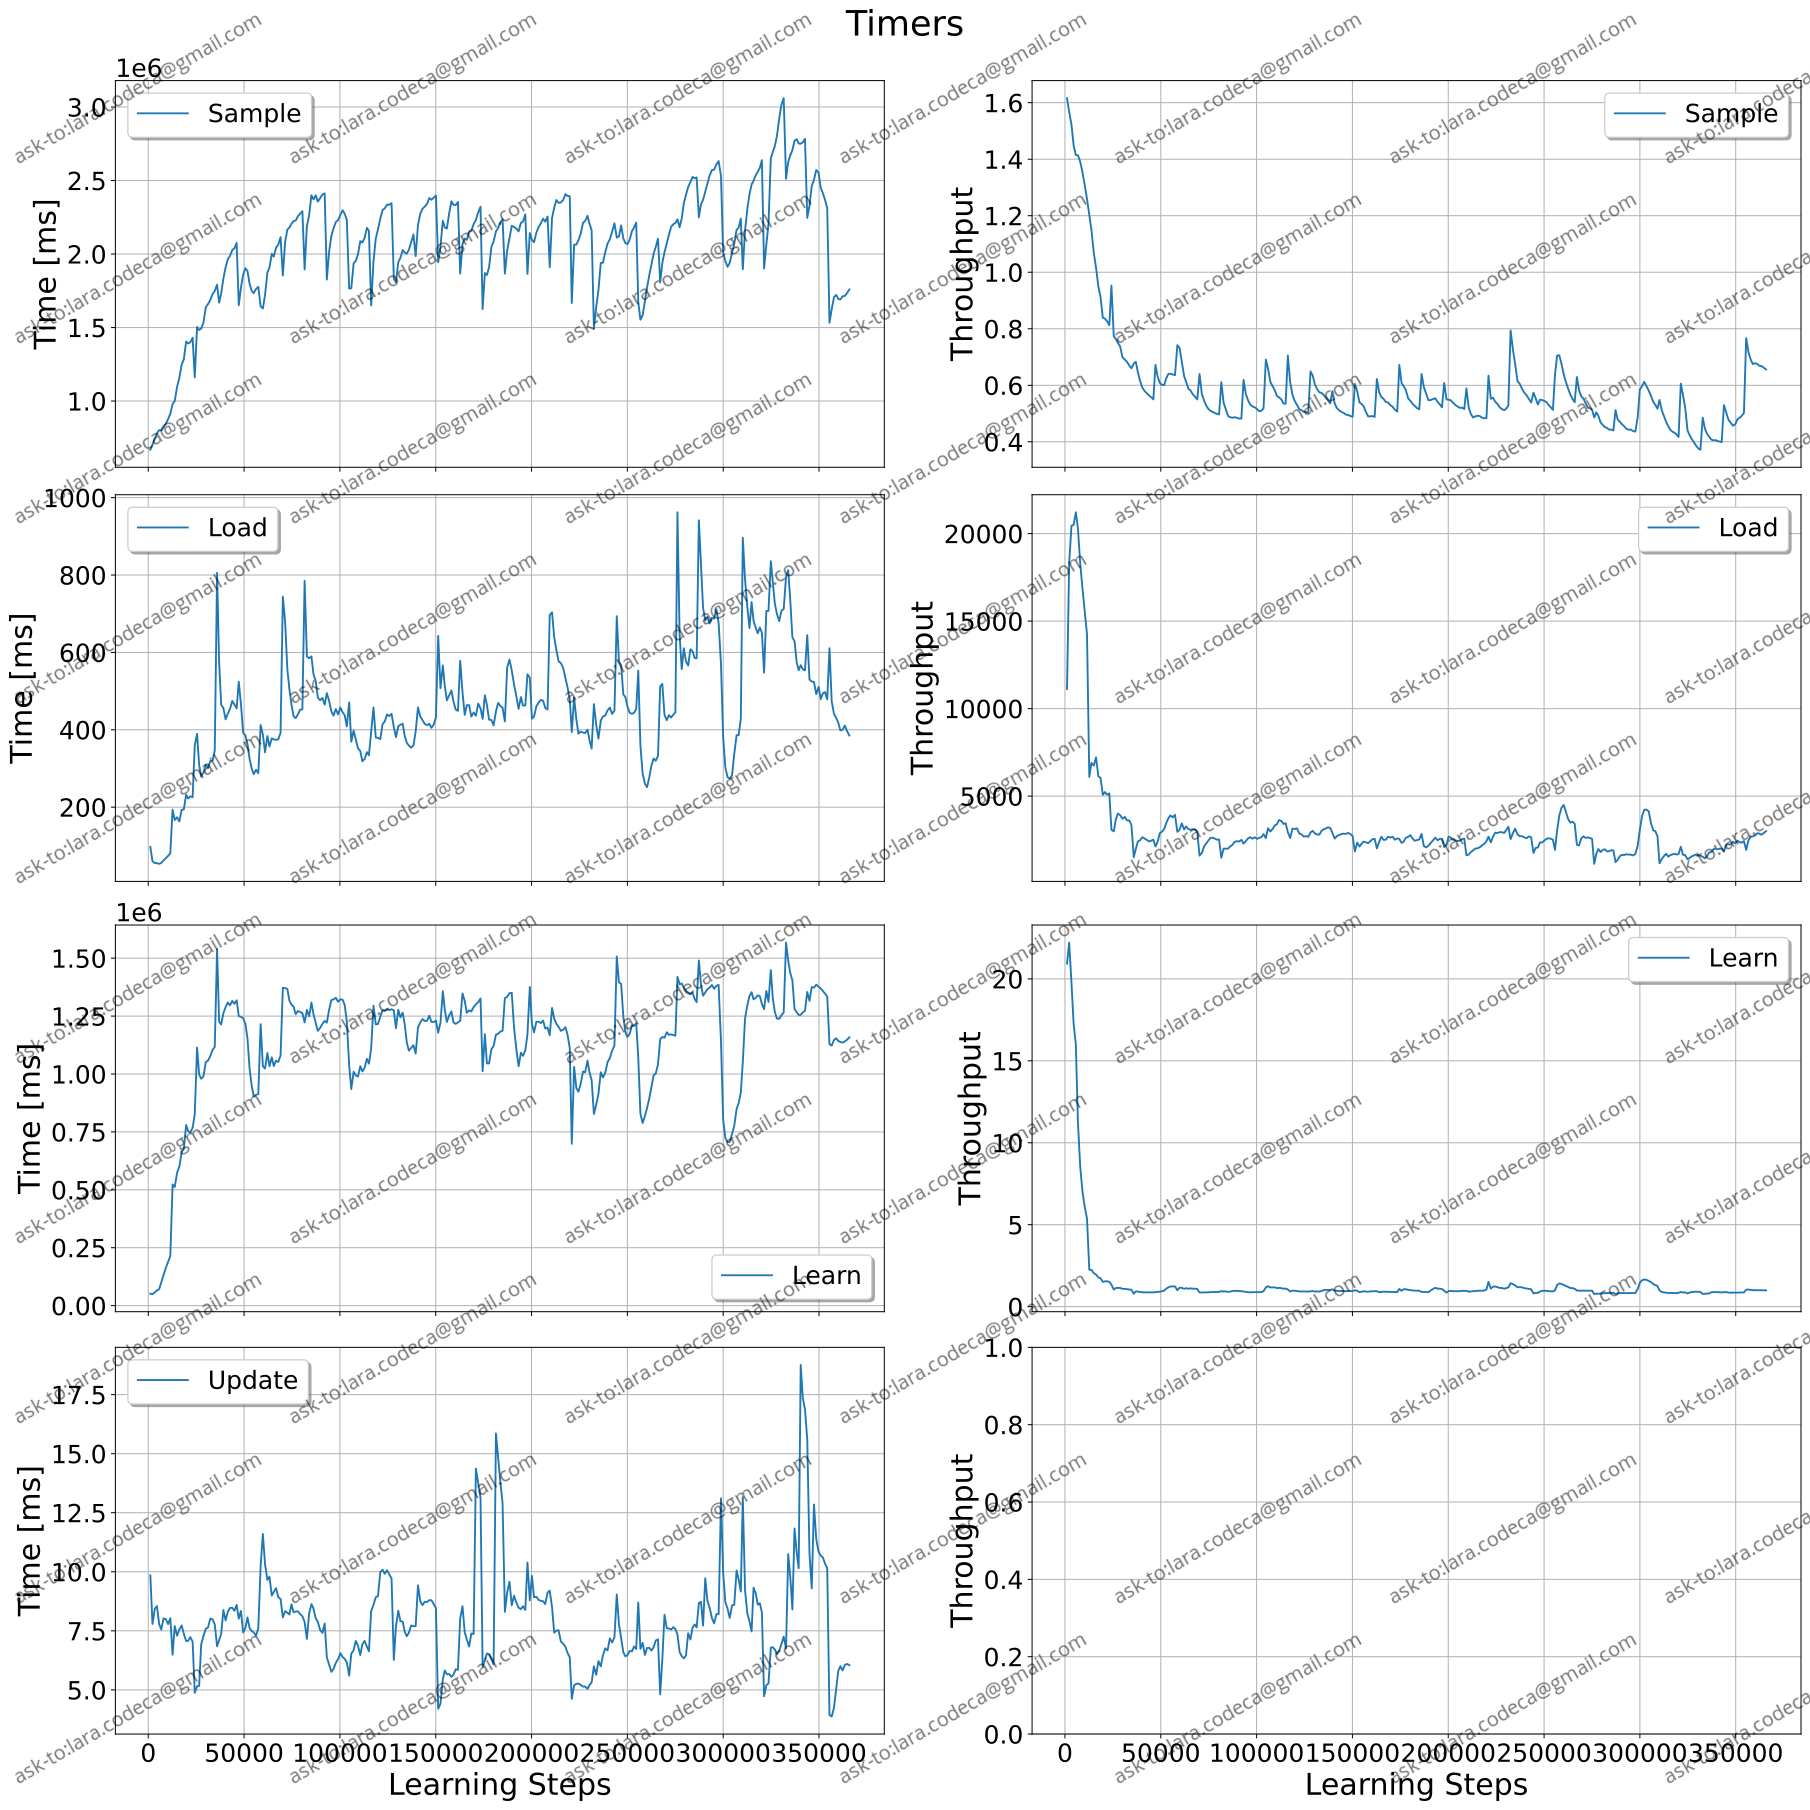 Timers
1e6
3.0
2.5
2.0
1.5
1.0
Time [ms]
Sample
1.6
1.4
1.2
1.0
0.8
0.6
0.4
Throughput
Sample
1000
800
600
400
200
Time [ms]
Load
20000
15000
10000
5000
Throughput
Load
1e6
1.50
1.25
1.00
0.75
0.50
0.25
0.00
Time [ms]
Learn
20
15
10
5
0
Throughput
Learn
17.5
15.0
12.5
10.0
7.5
5.0
Time [ms]
Update
0 50000 100000 150000 200000 250000 300000 350000
Learning Steps
1.0
0.8
0.6
0.4
0.2
0.0
Throughput
0 50000 100000 150000 200000 250000 300000 350000
Learning Steps
ask-to:lara.codeca@gmail.com